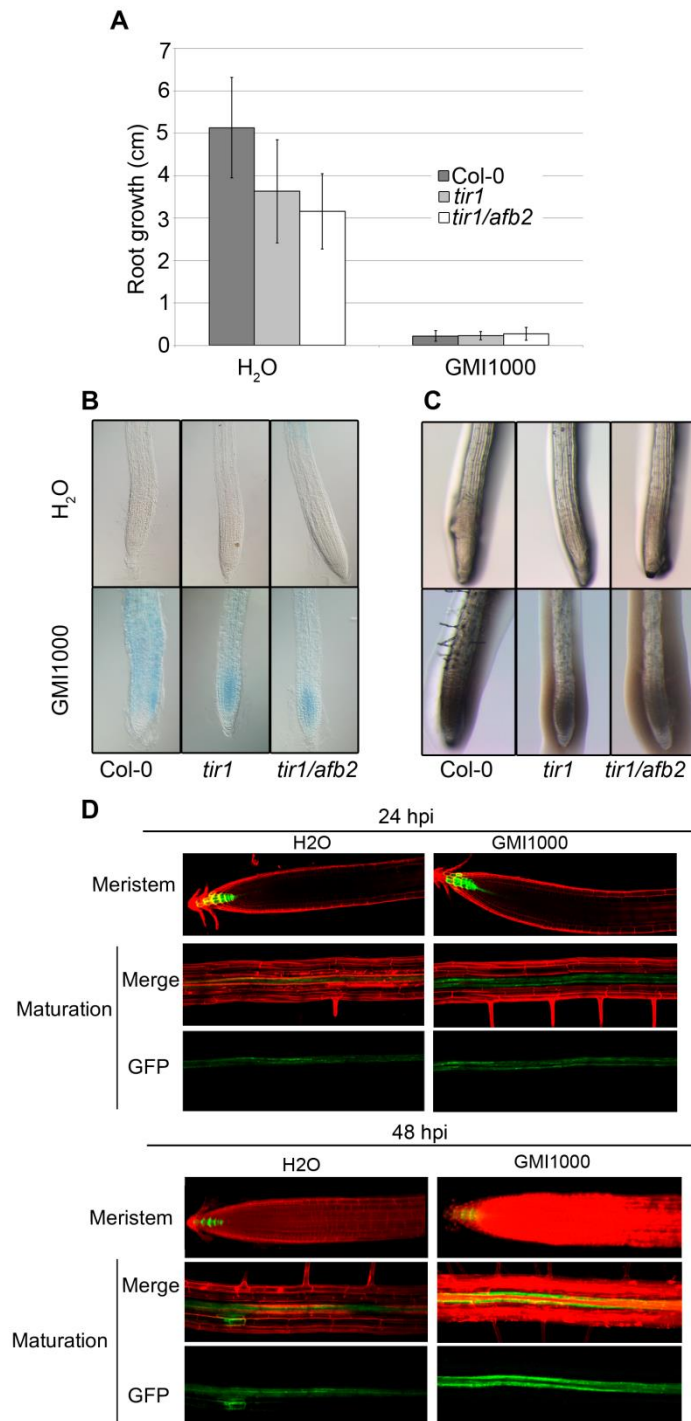 A
7
6
5
4
3
2
1
0
Root growth (cm)
Col-0
tir1
tir1/afb2
H2O
GMI1000
B
C
H2O
GMI1000
Col-0
tir1
tir1/afb2
Col-0
tir1
tir1/afb2
D
24 hpi
H2O
GMI1000
Meristem
Merge
Maturation
GFP
48 hpi
H2O
GMI1000
Meristem
Merge
Maturation
GFP